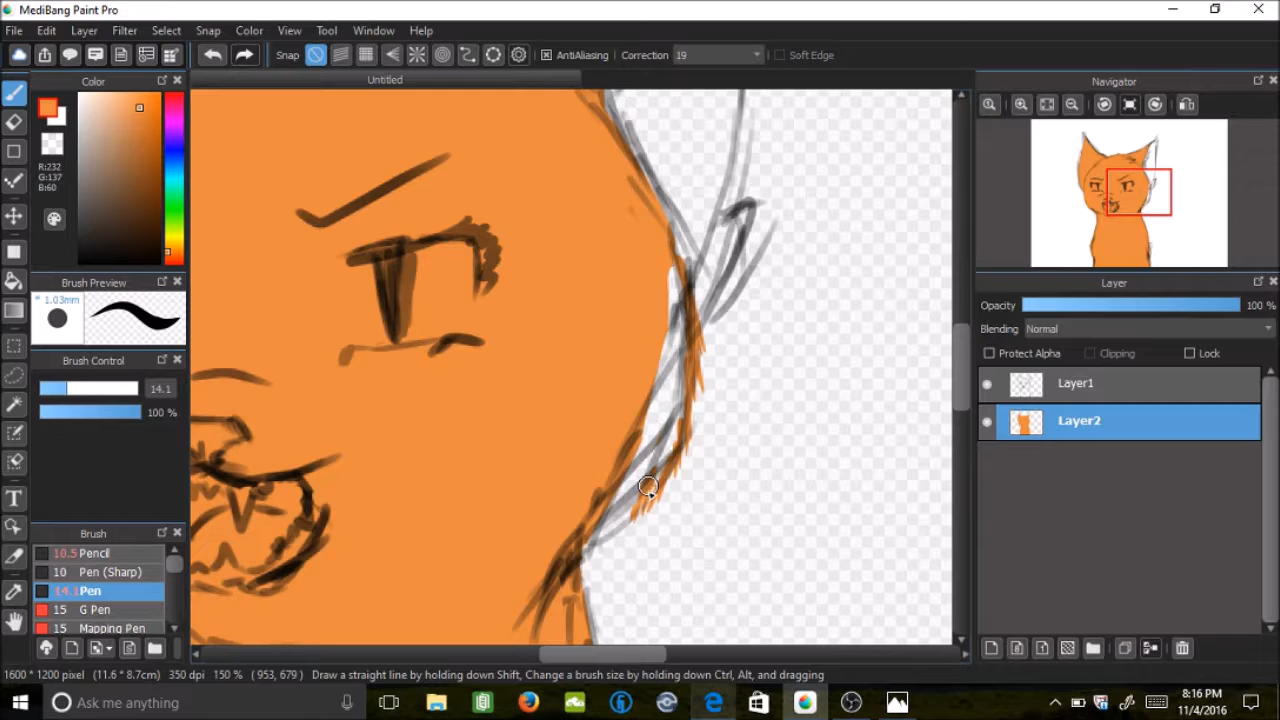 MediBang Paint Pro
File Edit Layer Filter Select Snap Color View Tool Window Help
Snap AntiAliasing Correction 19 Soft Edge
Color
Untitled
Navigator
R:232
G:137
B:60
Brush Preview
* 1.03mm
Layer
Opacity 100 %
Blending Normal
Protect Alpha Clipping Lock
Brush Control
14.1
100 %
Layer1
Layer2
T
Brush
10.5 Pencil
10 Pen (Sharp)
14.1 Pen
15 G Pen
15 Mapping Pen
1600 * 1200 pixel (11.6 * 8.7cm) 350 dpi 150 % ( 953, 679 ) Draw a straight line by holding down Shift, Change a brush size by holding down Ctrl, Alt, and dragging
Ask me anything
8:16 PM
11/4/2016